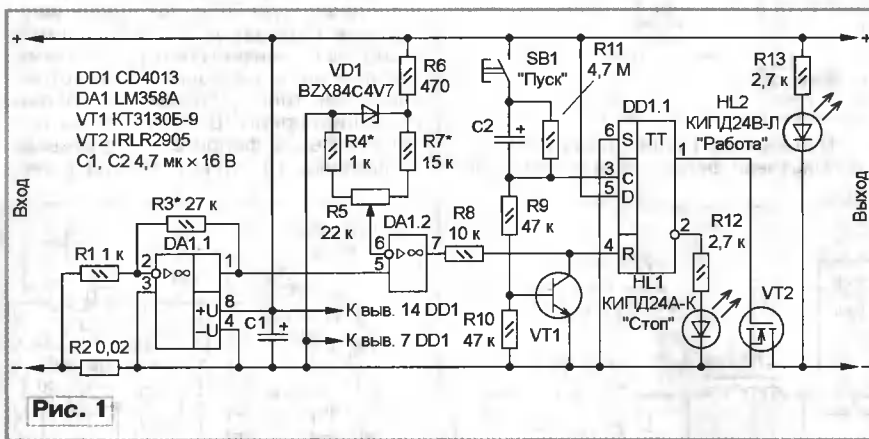 +
+
DD1 CD4013
DA1 LM358A
VT1 КТ3130Б-9
VT2 IRLR2905
C1, C2 4,7 мк × 16 В
VD1
BZX84C4V7
R6
470
R4*
1 к
R7*
15 к
SB1
"Пуск"
R11
4,7 М
C2
+
DD1.1
6
S
TT
1
3
C
5
D
2
4
R
R13
2,7 к
HL2
КИПД24В-Л
"Работа"
Вход
R3* 27 к
R1 1 к
DA1.1
2
3
▷∞
1
+U
8
−U
4
R5
22 к
DA1.2
6
5
▷∞
7
R8
10 к
R9
47 к
R10
47 к
VT1
R12
2,7 к
HL1
КИПД24А-К
"Стоп"
VT2
Выход
C1
+
К выв. 14 DD1
К выв. 7 DD1
R2 0,02
−
−
Рис. 1